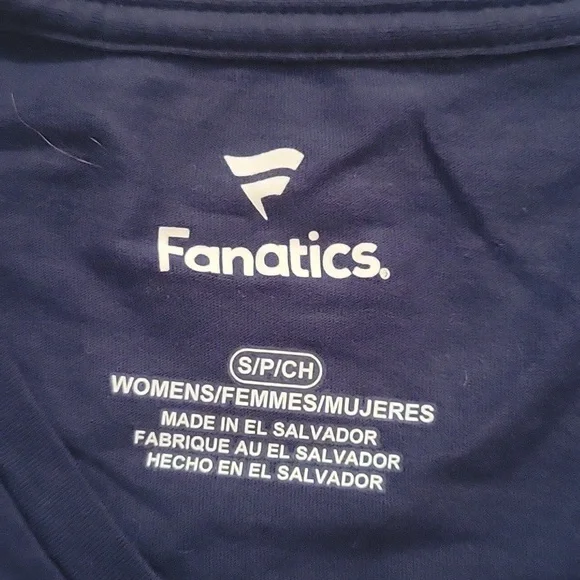 Fanatics®
S/P/CH
WOMENS/FEMMES/MUJERES
MADE IN EL SALVADOR
FABRIQUE AU EL SALVADOR
HECHO EN EL SALVADOR